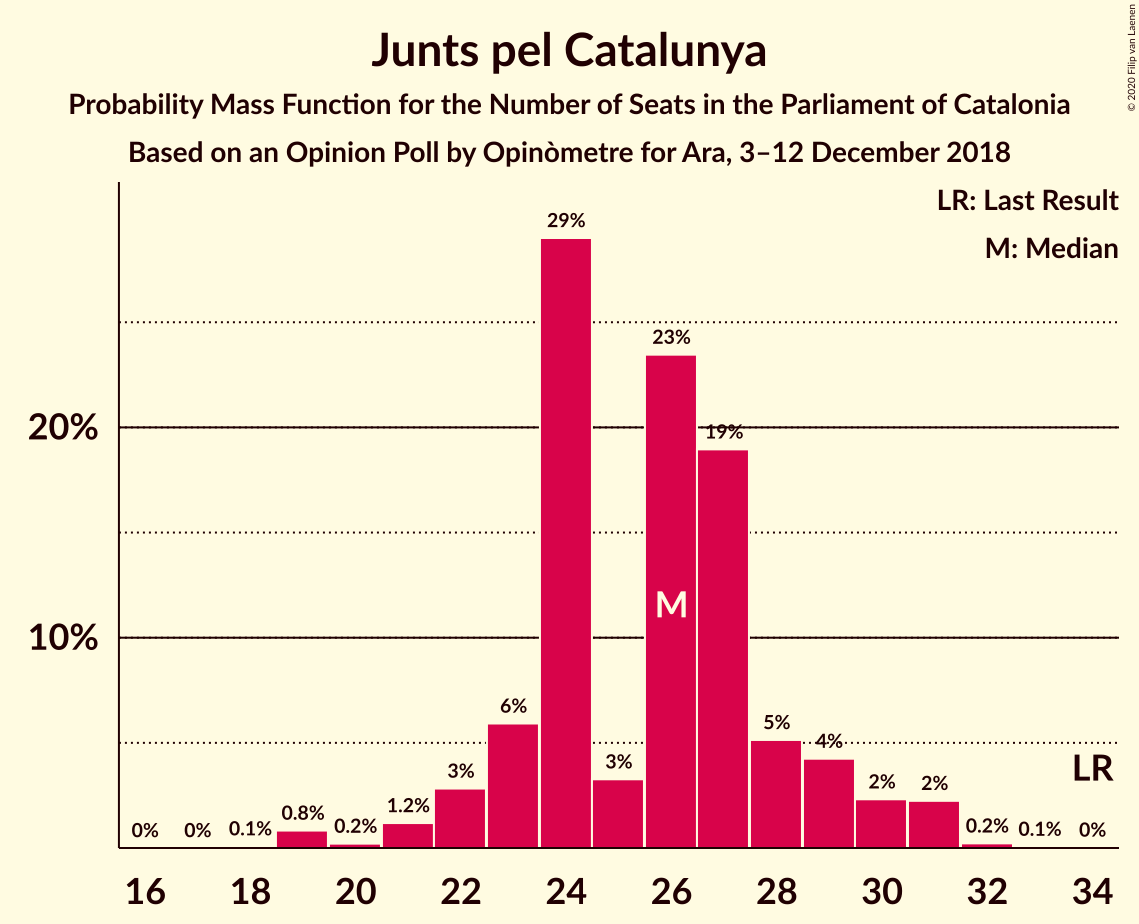 © 2020 Filip van Laenen
Junts pel Catalunya
Probability Mass Function for the Number of Seats in the Parliament of Catalonia
Based on an Opinion Poll by Opinòmetre for Ara, 3–12 December 2018
LR: Last Result
M: Median
29%
23%
20%
19%
M
10%
6%
5%
4%
LR
3%
3%
2%
2%
0.8%
1.2%
0%
0%
0.1%
0.2%
0.2%
0.1%
0%
16 18 20 22 24 26 28 30 32 34